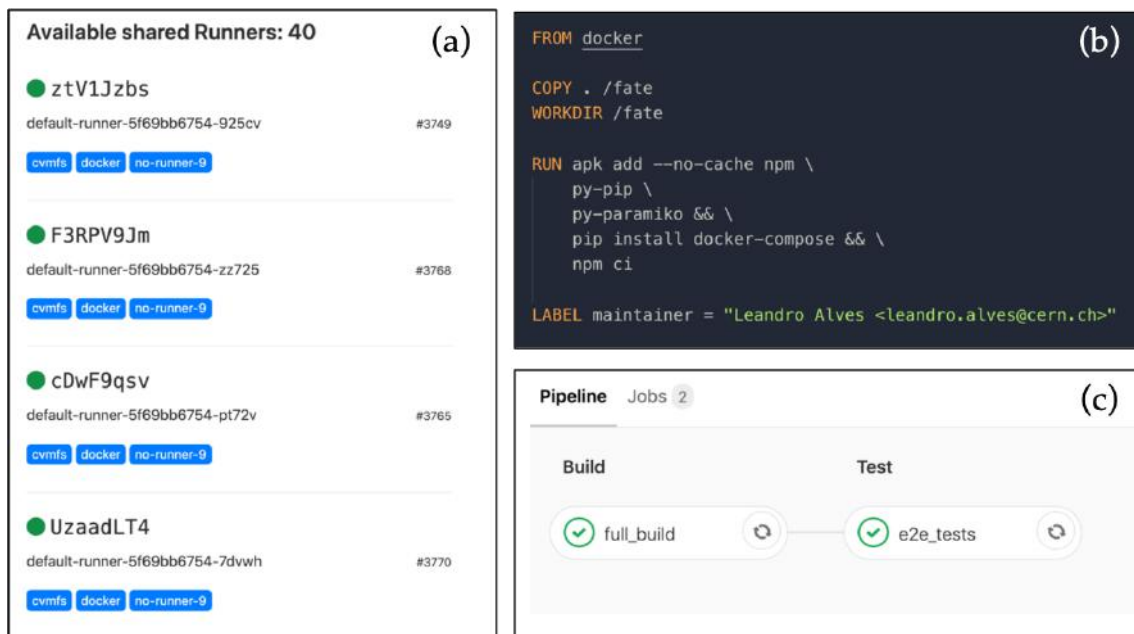 Available shared Runners: 40
(a)
ztV1Jzbs
default-runner-5f69bb6754-925cv #3749
cvmfs docker no-runner-9
F3RPV9Jm
default-runner-5f69bb6754-zz725 #3768
cvmfs docker no-runner-9
cDwF9qsv
default-runner-5f69bb6754-pt72v #3765
cvmfs docker no-runner-9
UzaadLT4
default-runner-5f69bb6754-7dvwh #3770
cvmfs docker no-runner-9
(b)
FROM docker
COPY . /fate
WORKDIR /fate
RUN apk add --no-cache npm \
py-pip \
py-paramiko && \
pip install docker-compose && \
npm ci
LABEL maintainer = "Leandro Alves <leandro.alves@cern.ch>"
(c)
Pipeline Jobs 2
Build Test
full_build e2e_tests